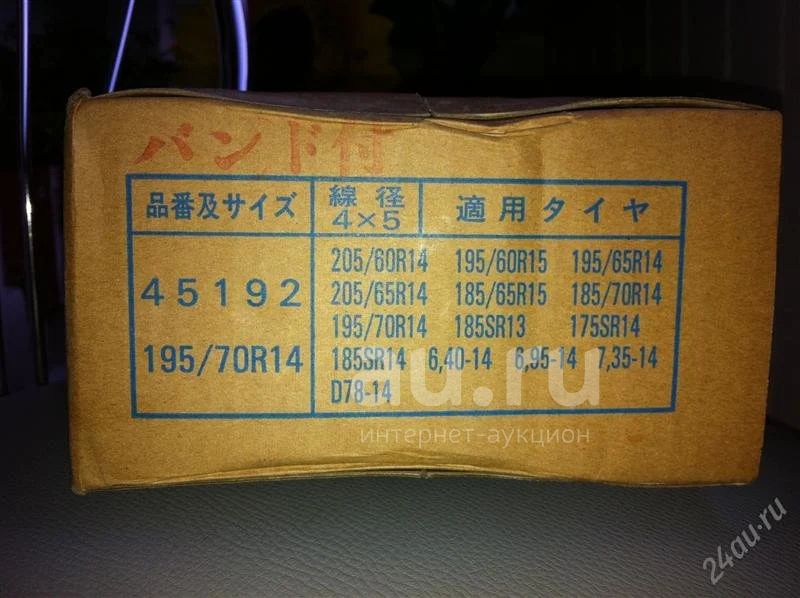 バンド付
品番及サイズ 線径 4×5 適用タイヤ
45192
195/70R14
205/60R14 195/60R15 195/65R14
205/65R14 185/65R15 185/70R14
195/70R14 185SR13 175SR14
185SR14 6,40-14 6,95-14 7,35-14
D78-14
au.ru
интернет-аукцион
24au.ru